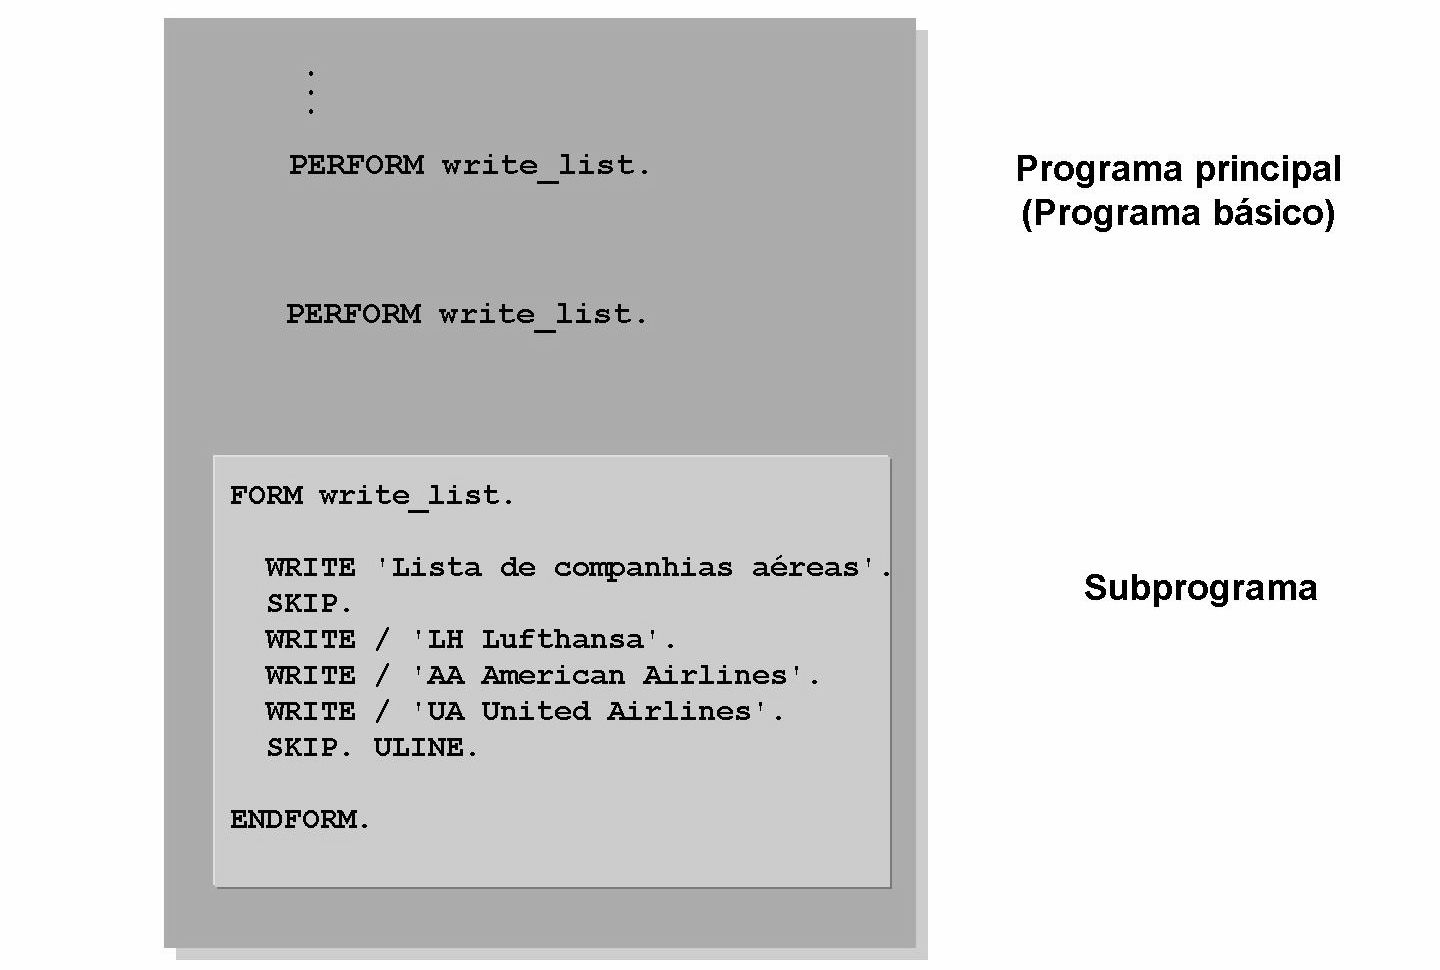 :
.
PERFORM write_list.
Programa principal
(Programa básico)
PERFORM write_list.
FORM write_list.
WRITE 'Lista de companhias aéreas'.
SKIP.
WRITE / 'LH Lufthansa'.
WRITE / 'AA American Airlines'.
WRITE / 'UA United Airlines'.
SKIP. ULINE.
ENDFORM.
Subprograma